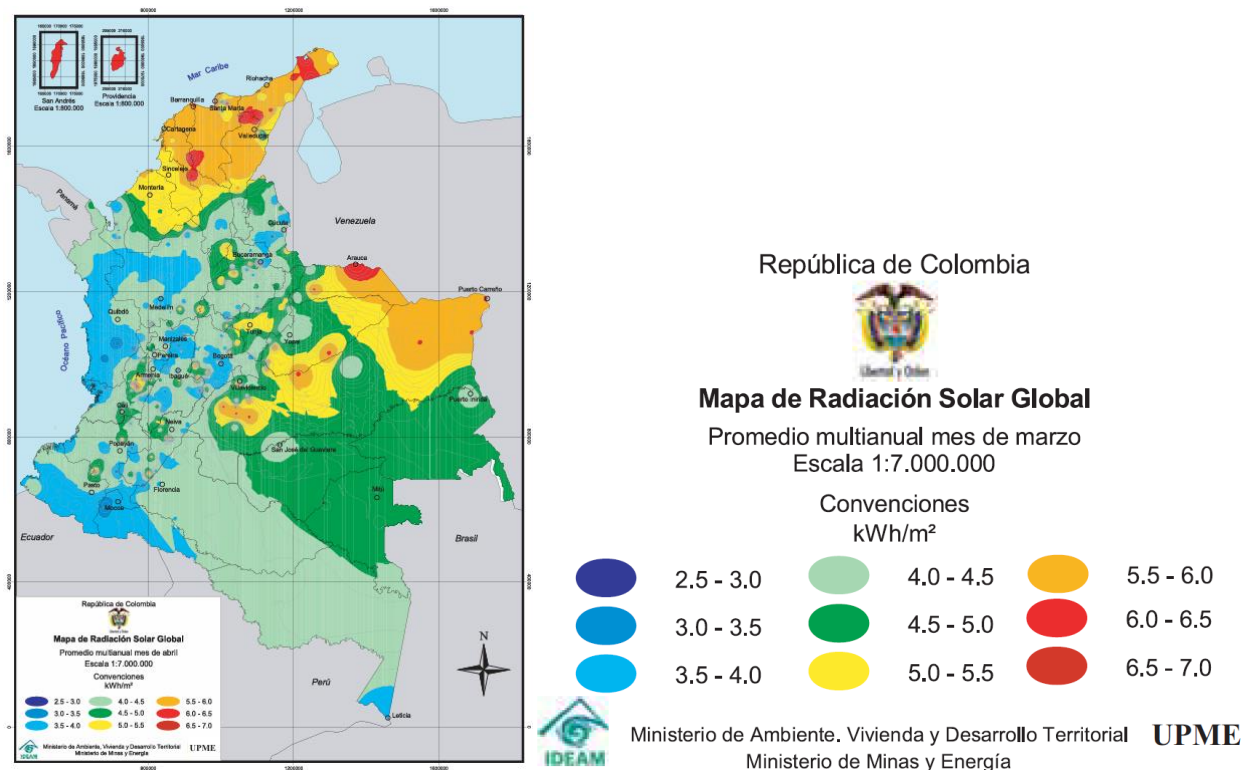 800000 1200000
San Andrés
Escala 1:600.000
Providencia
Escala 1:600.000
Mar Caribe
Riohacha
Barranquilla
Santa Marta
Cartagena
Valledupar
Sincelejo
Montería
Panamá
Venezuela
Cúcuta
Bucaramanga
Arauca
Puerto Carreño
Océano Pacífico
Medellín
Quibdó
Tunja
Yopal
Manizales
Pereira
Bogotá
Armenia
Ibagué
Villavicencio
Puerto Inírida
Cali
Neiva
Popayán
San José del Guaviare
Florencia
Mitú
Pasto
Mocoa
Ecuador
Brasil
Perú
Leticia
N
República de Colombia
Libertad y Orden
Mapa de Radiación Solar Global
Promedio multianual mes de abril
Escala 1:7.000.000
Convenciones
kWh/m²
2.5 - 3.0 4.0 - 4.5 5.5 - 6.0
3.0 - 3.5 4.5 - 5.0 6.0 - 6.5
3.5 - 4.0 5.0 - 5.5 6.5 - 7.0
IDEAM
Ministerio de Ambiente, Vivienda y Desarrollo Territorial UPME
Ministerio de Minas y Energía
República de Colombia
Libertad y Orden
Mapa de Radiación Solar Global
Promedio multianual mes de marzo
Escala 1:7.000.000
Convenciones
kWh/m²
2.5 - 3.0 4.0 - 4.5 5.5 - 6.0
3.0 - 3.5 4.5 - 5.0 6.0 - 6.5
3.5 - 4.0 5.0 - 5.5 6.5 - 7.0
IDEAM
Ministerio de Ambiente. Vivienda y Desarrollo Territorial UPME
Ministerio de Minas y Energía